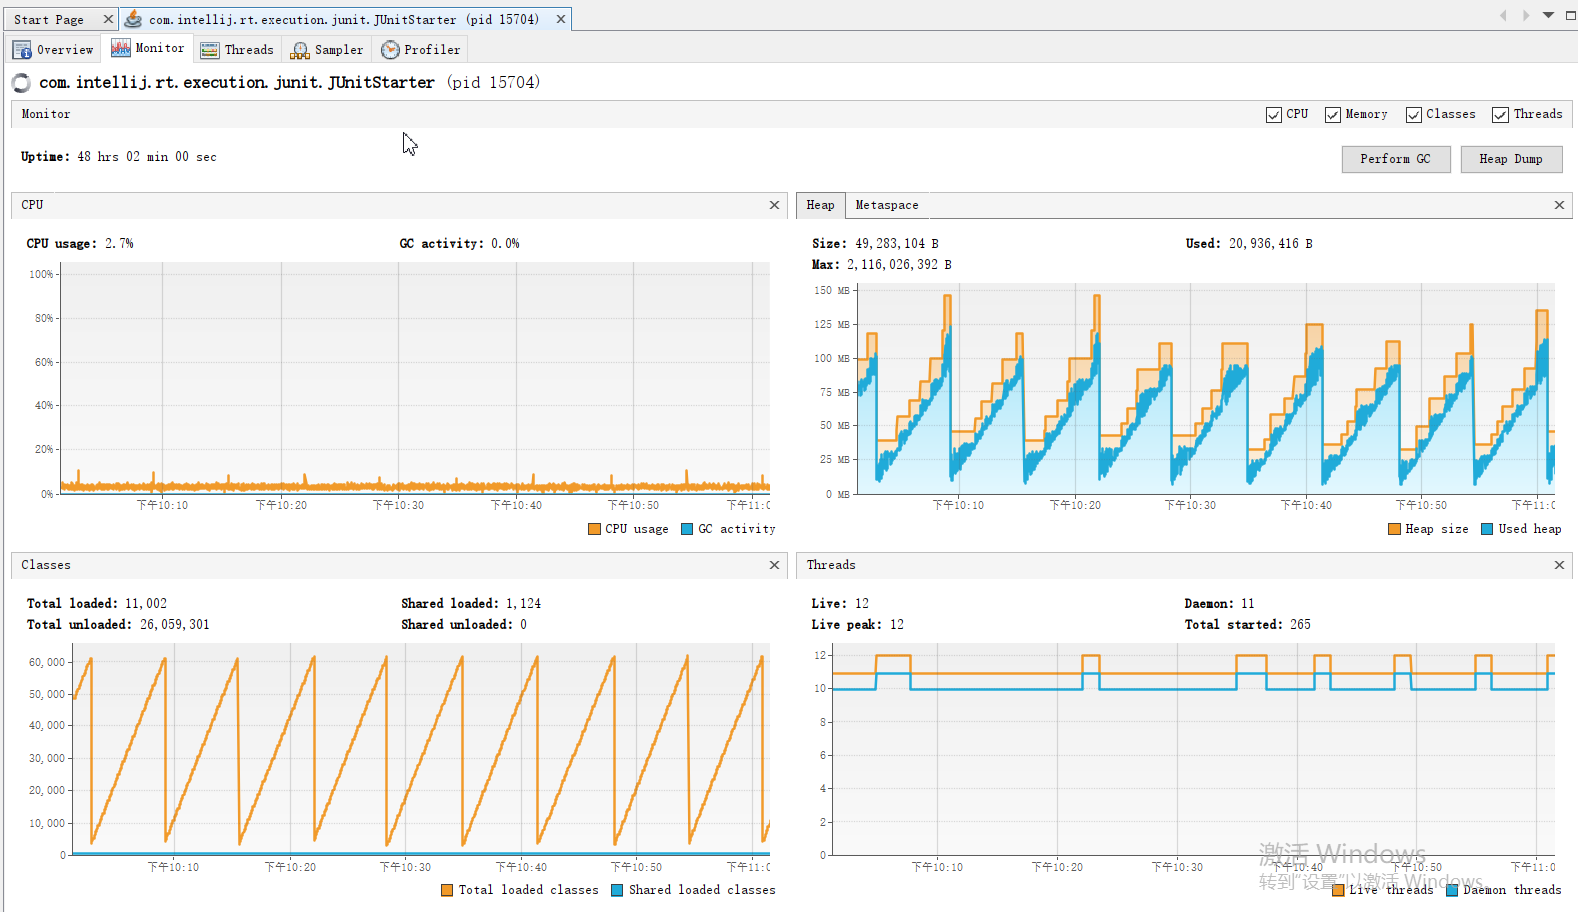 Start Page
com.intellij.rt.execution.junit.JUnitStarter (pid 15704)
Overview Monitor Threads Sampler Profiler
com.intellij.rt.execution.junit.JUnitStarter (pid 15704)
Monitor CPU Memory Classes Threads
Uptime: 48 hrs 02 min 00 sec
Perform GC Heap Dump
CPU
CPU usage: 2.7% GC activity: 0.0%
100%
80%
60%
40%
20%
0%
下午10:10 下午10:20 下午10:30 下午10:40 下午10:50 下午11:0
CPU usage GC activity
Heap Metaspace
Size: 49,283,104 B Used: 20,936,416 B
Max: 2,116,026,392 B
150 MB
125 MB
100 MB
75 MB
50 MB
25 MB
0 MB
下午10:10 下午10:20 下午10:30 下午10:40 下午10:50 下午11:0
Heap size Used heap
Classes
Total loaded: 11,002 Shared loaded: 1,124
Total unloaded: 26,059,301 Shared unloaded: 0
60,000
50,000
40,000
30,000
20,000
10,000
0
下午10:10 下午10:20 下午10:30 下午10:40 下午10:50 下午11:0
Total loaded classes Shared loaded classes
Threads
Live: 12 Daemon: 11
Live peak: 12 Total started: 265
12
10
8
6
4
2
0
下午10:10 下午10:20 下午10:30 下午10:40 下午10:50 下午11:0
Live threads Daemon threads
激活 Windows
转到"设置"以激活 Windows。